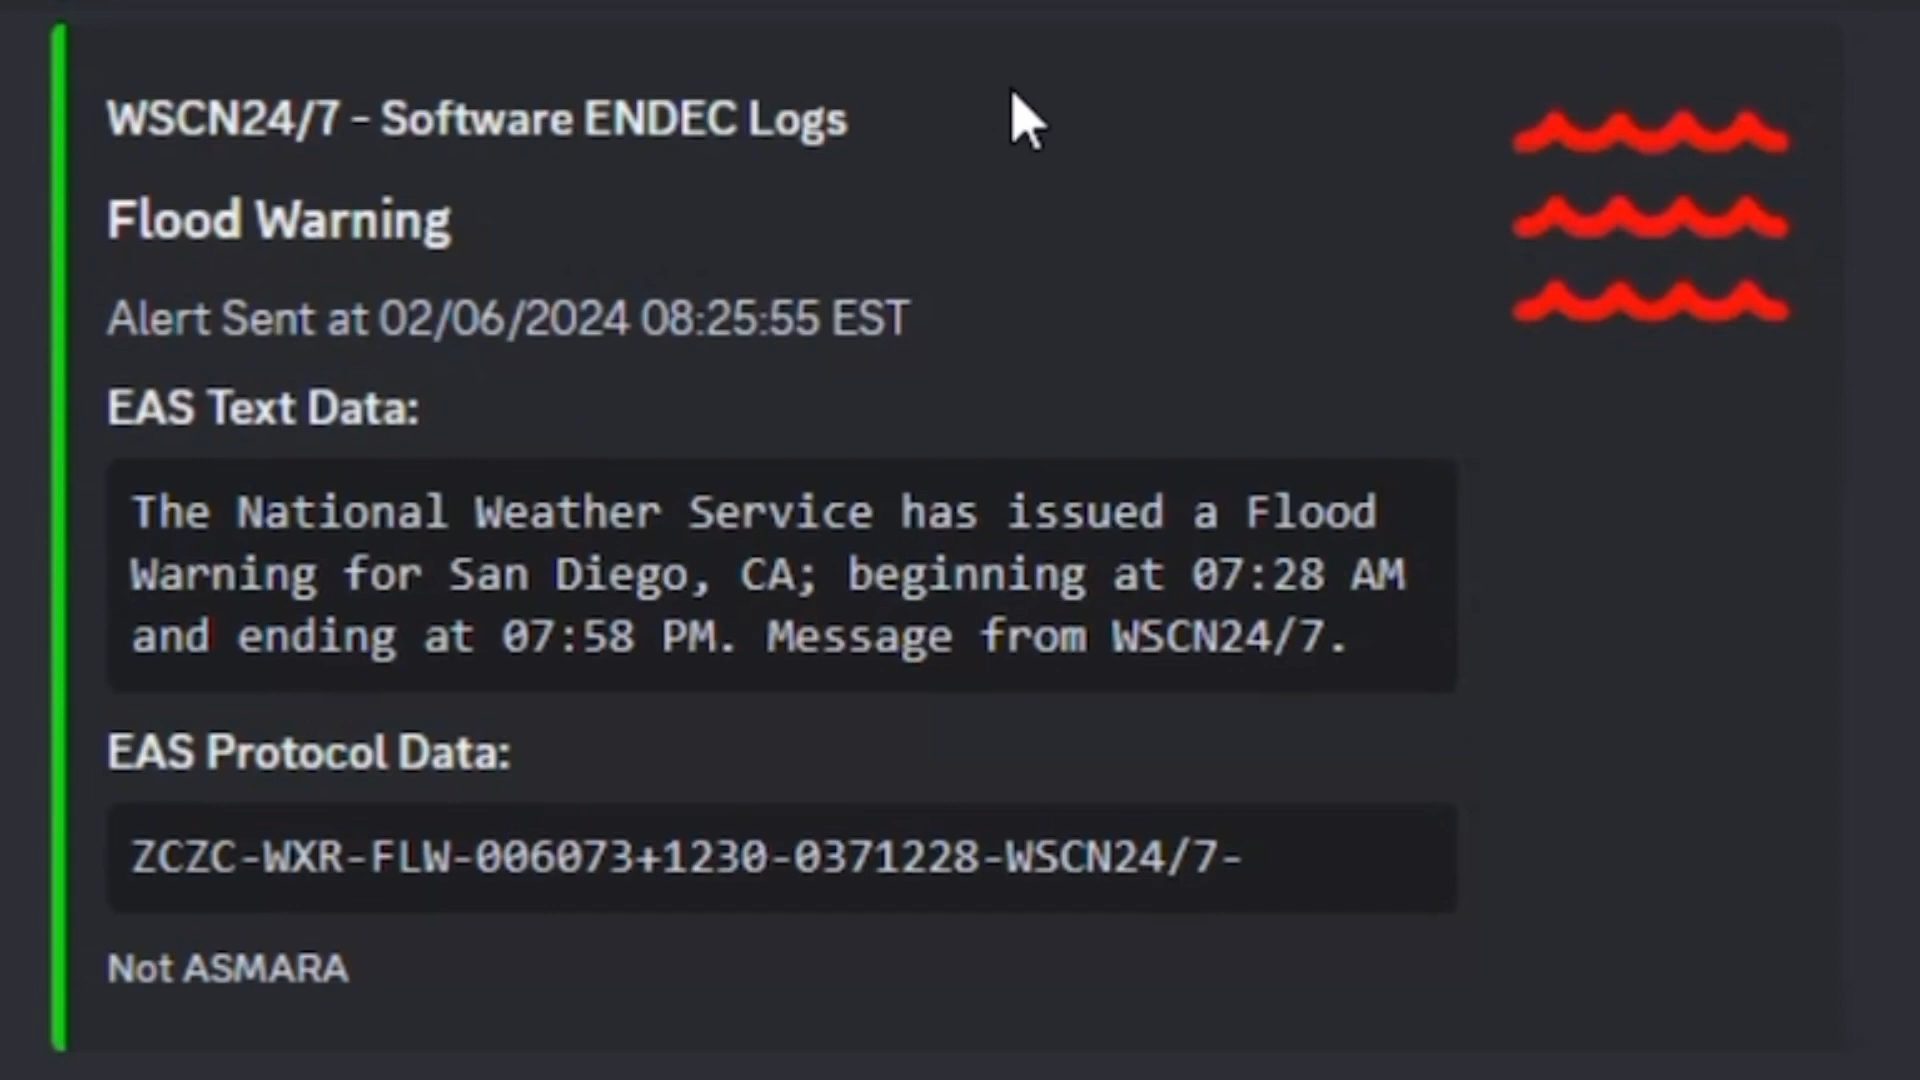 WSCN24/7 - Software ENDEC Logs
Flood Warning
Alert Sent at 02/06/2024 08:25:55 EST
EAS Text Data:
The National Weather Service has issued a Flood
Warning for San Diego, CA; beginning at 07:28 AM
and ending at 07:58 PM. Message from WSCN24/7.
EAS Protocol Data:
ZCZC-WXR-FLW-006073+1230-0371228-WSCN24/7-
Not ASMARA